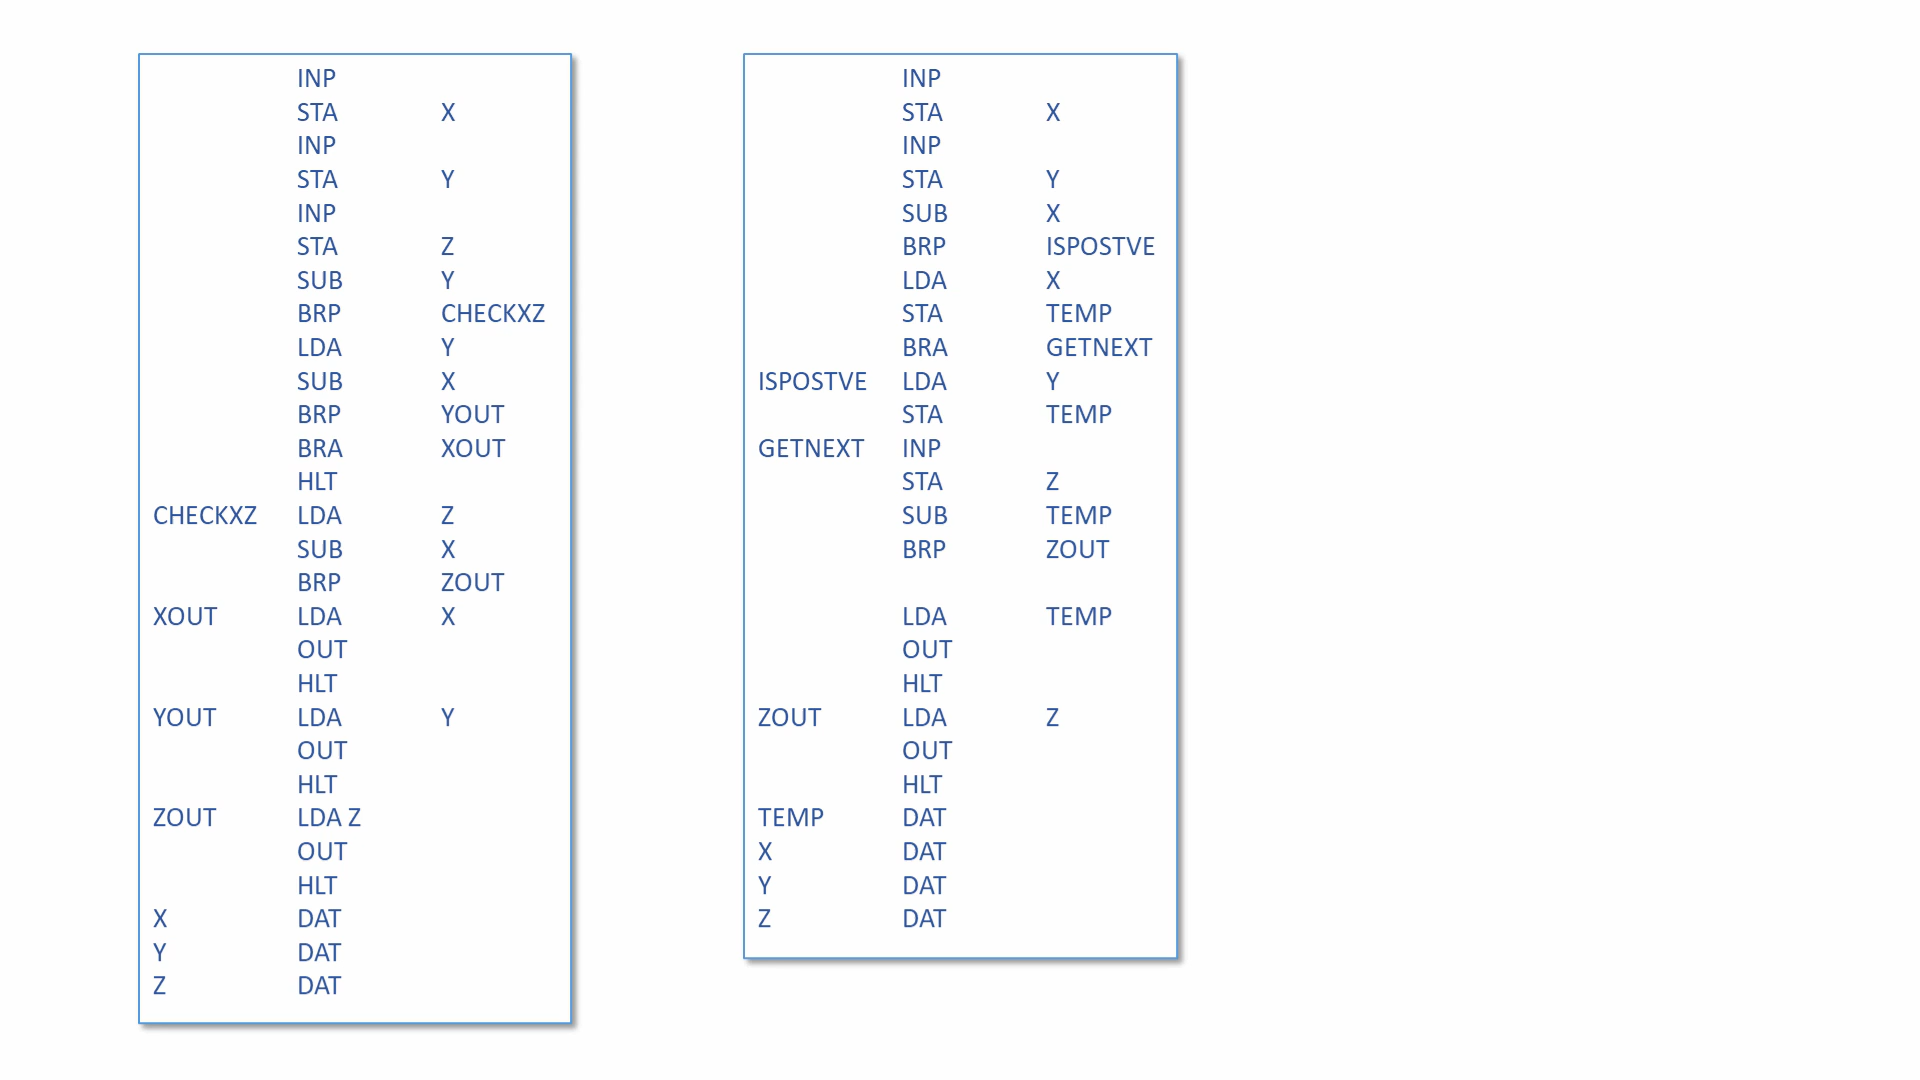 INP
STA X
INP
STA Y
INP
STA Z
SUB Y
BRP CHECKXZ
LDA Y
SUB X
BRP YOUT
BRA XOUT
HLT
CHECKXZ LDA Z
SUB X
BRP ZOUT
XOUT LDA X
OUT
HLT
YOUT LDA Y
OUT
HLT
ZOUT LDA Z
OUT
HLT
X DAT
Y DAT
Z DAT
INP
STA X
INP
STA Y
SUB X
BRP ISPOSTVE
LDA X
STA TEMP
BRA GETNEXT
ISPOSTVE LDA Y
STA TEMP
GETNEXT INP
STA Z
SUB TEMP
BRP ZOUT
LDA TEMP
OUT
HLT
ZOUT LDA Z
OUT
HLT
TEMP DAT
X DAT
Y DAT
Z DAT